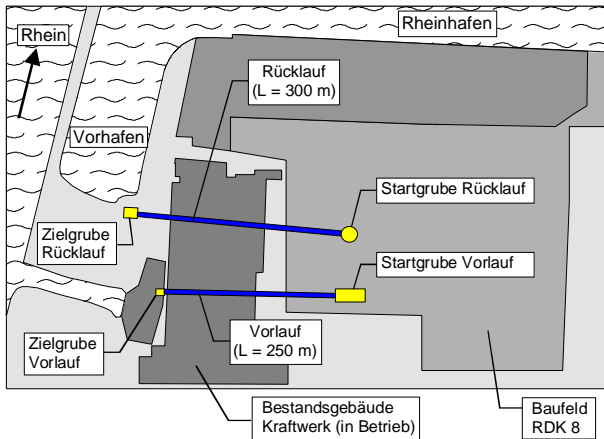 Rheinhafen
Rhein
Rücklauf
(L = 300 m)
Vorhafen
Startgrube Rücklauf
Zielgrube
Rücklauf
Startgrube Vorlauf
Zielgrube
Vorlauf
Vorlauf
(L = 250 m)
Bestandsgebäude
Kraftwerk (in Betrieb)
Baufeld
RDK 8